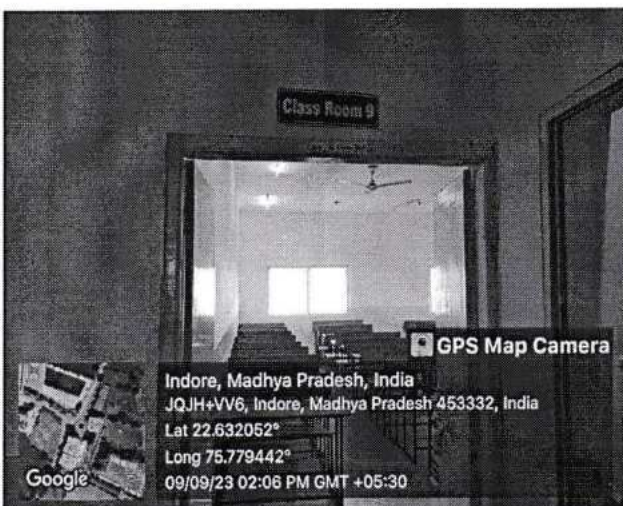 Class Room 9
GPS Map Camera
Indore, Madhya Pradesh, India
JQJH+VV6, Indore, Madhya Pradesh 453332, India
Lat 22.632052°
Long 75.779442°
09/09/23 02:06 PM GMT +05:30
Google